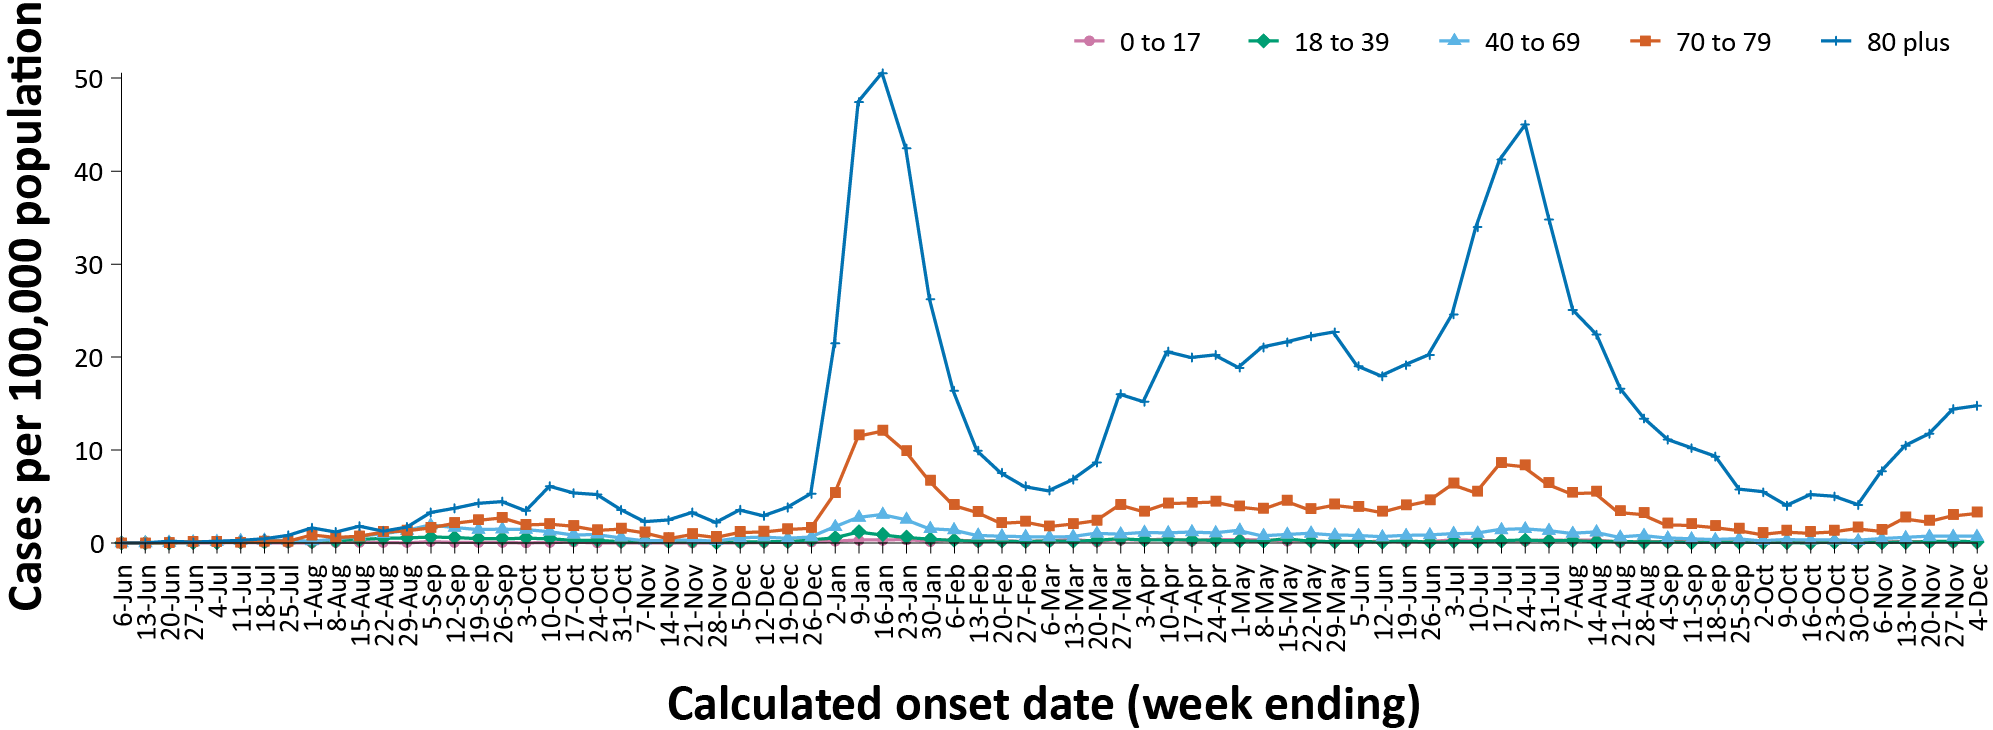 Cases per 100,000 population
0 to 17
18 to 39
40 to 69
70 to 79
80 plus
50
40
30
20
10
0
6-Jun
13-Jun
20-Jun
27-Jun
4-Jul
11-Jul
18-Jul
25-Jul
1-Aug
8-Aug
15-Aug
22-Aug
29-Aug
5-Sep
12-Sep
19-Sep
26-Sep
3-Oct
10-Oct
17-Oct
24-Oct
31-Oct
7-Nov
14-Nov
21-Nov
28-Nov
5-Dec
12-Dec
19-Dec
26-Dec
2-Jan
9-Jan
16-Jan
23-Jan
30-Jan
6-Feb
13-Feb
20-Feb
27-Feb
6-Mar
13-Mar
20-Mar
27-Mar
3-Apr
10-Apr
17-Apr
24-Apr
1-May
8-May
15-May
22-May
29-May
5-Jun
12-Jun
19-Jun
26-Jun
3-Jul
10-Jul
17-Jul
24-Jul
31-Jul
7-Aug
14-Aug
21-Aug
28-Aug
4-Sep
11-Sep
18-Sep
25-Sep
2-Oct
9-Oct
16-Oct
23-Oct
30-Oct
6-Nov
13-Nov
20-Nov
27-Nov
4-Dec
Calculated onset date (week ending)